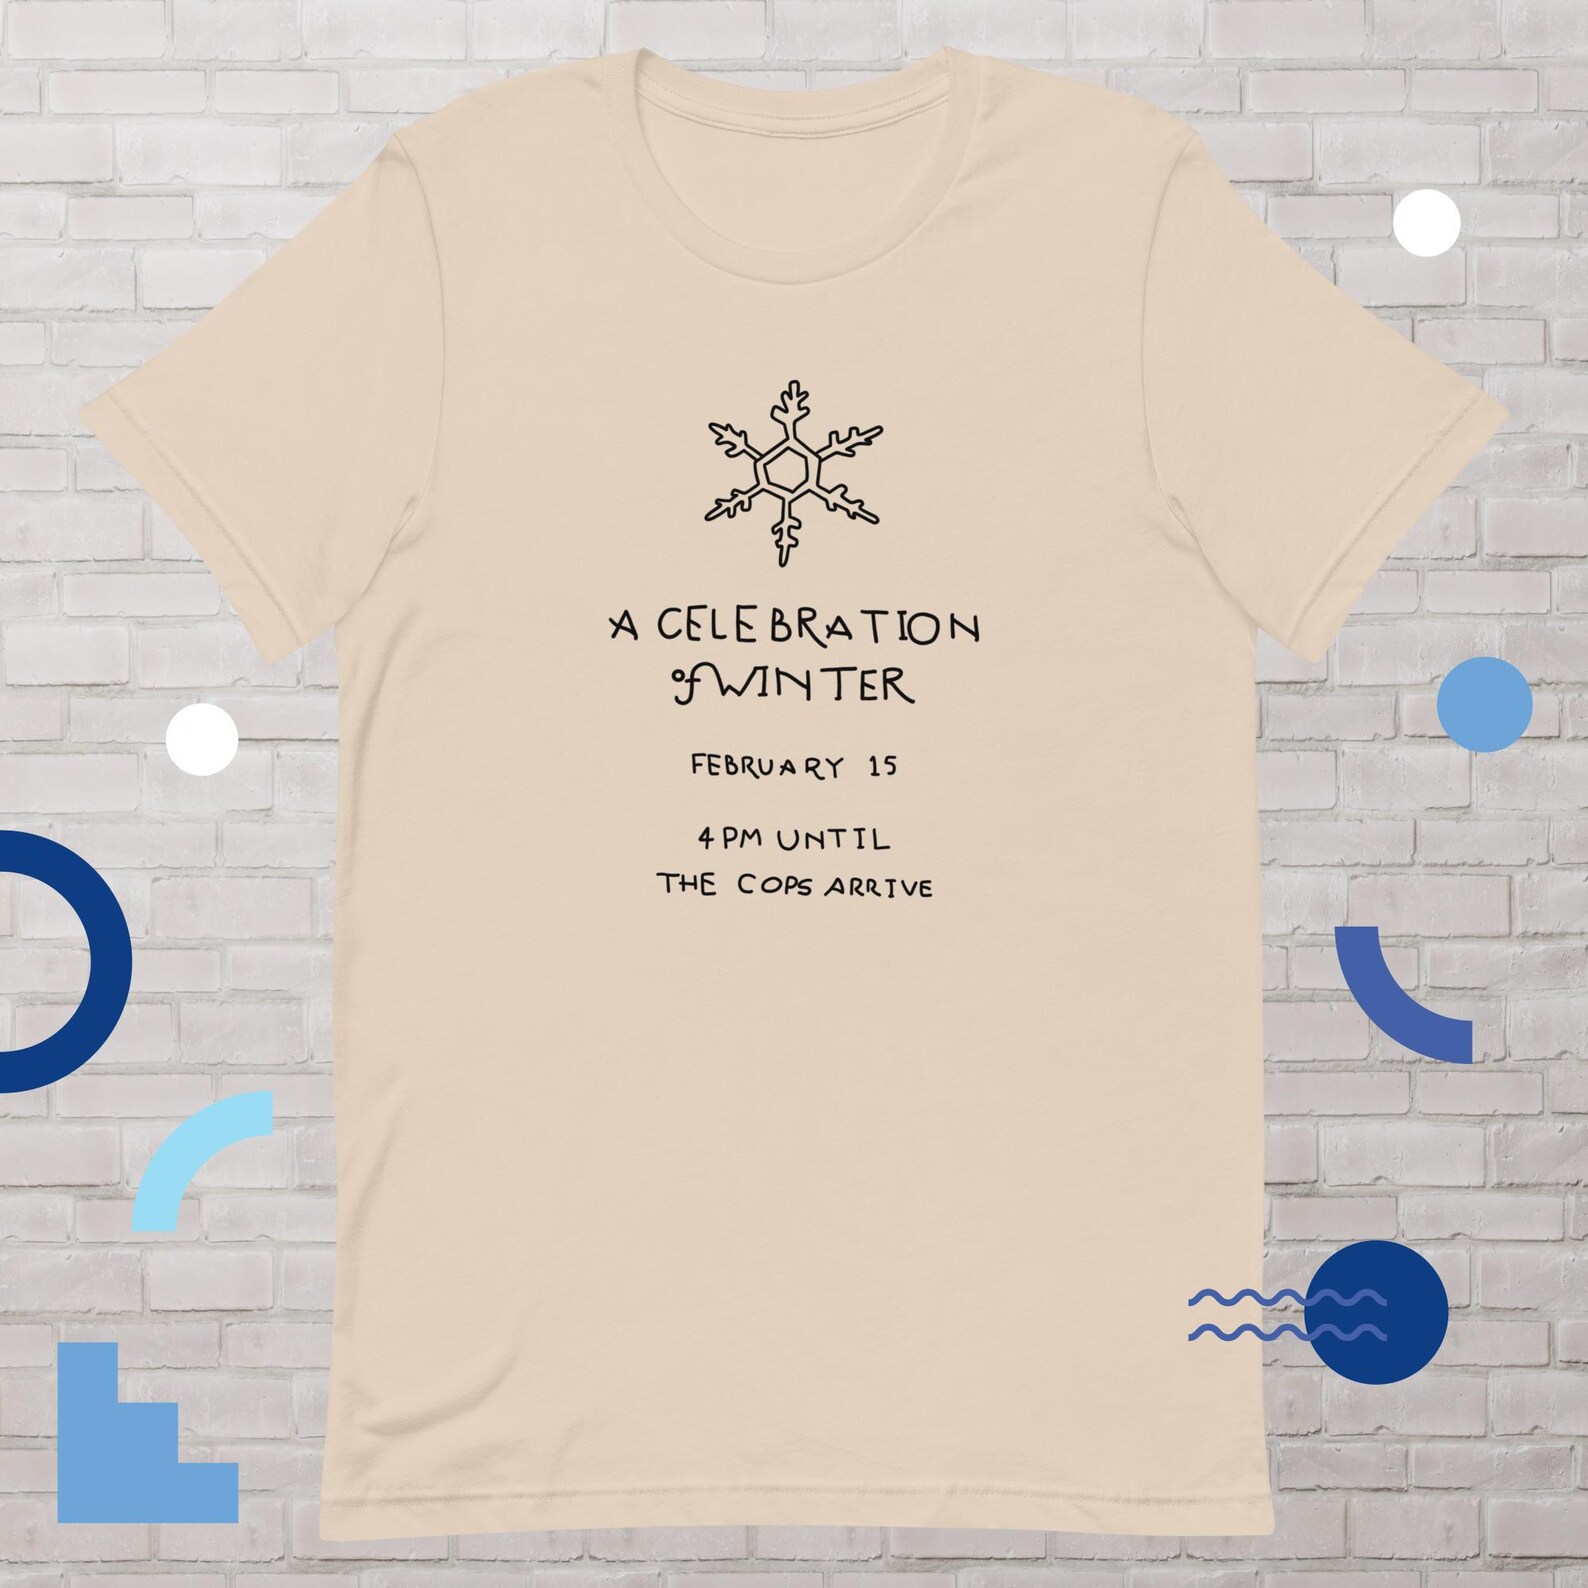 A CELEBRATION
of WINTER
FEBRUARY 15
4PM UNTIL
THE COPS ARRIVE